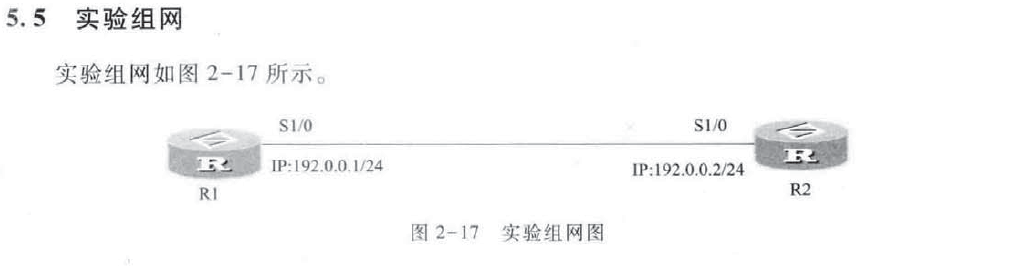 5.5 实验组网
实验组网如图 2-17 所示。
S1/0
S1/0
R
IP:192.0.0.1/24
IP:192.0.0.2/24
R
R1
R2
图 2-17 实验组网图